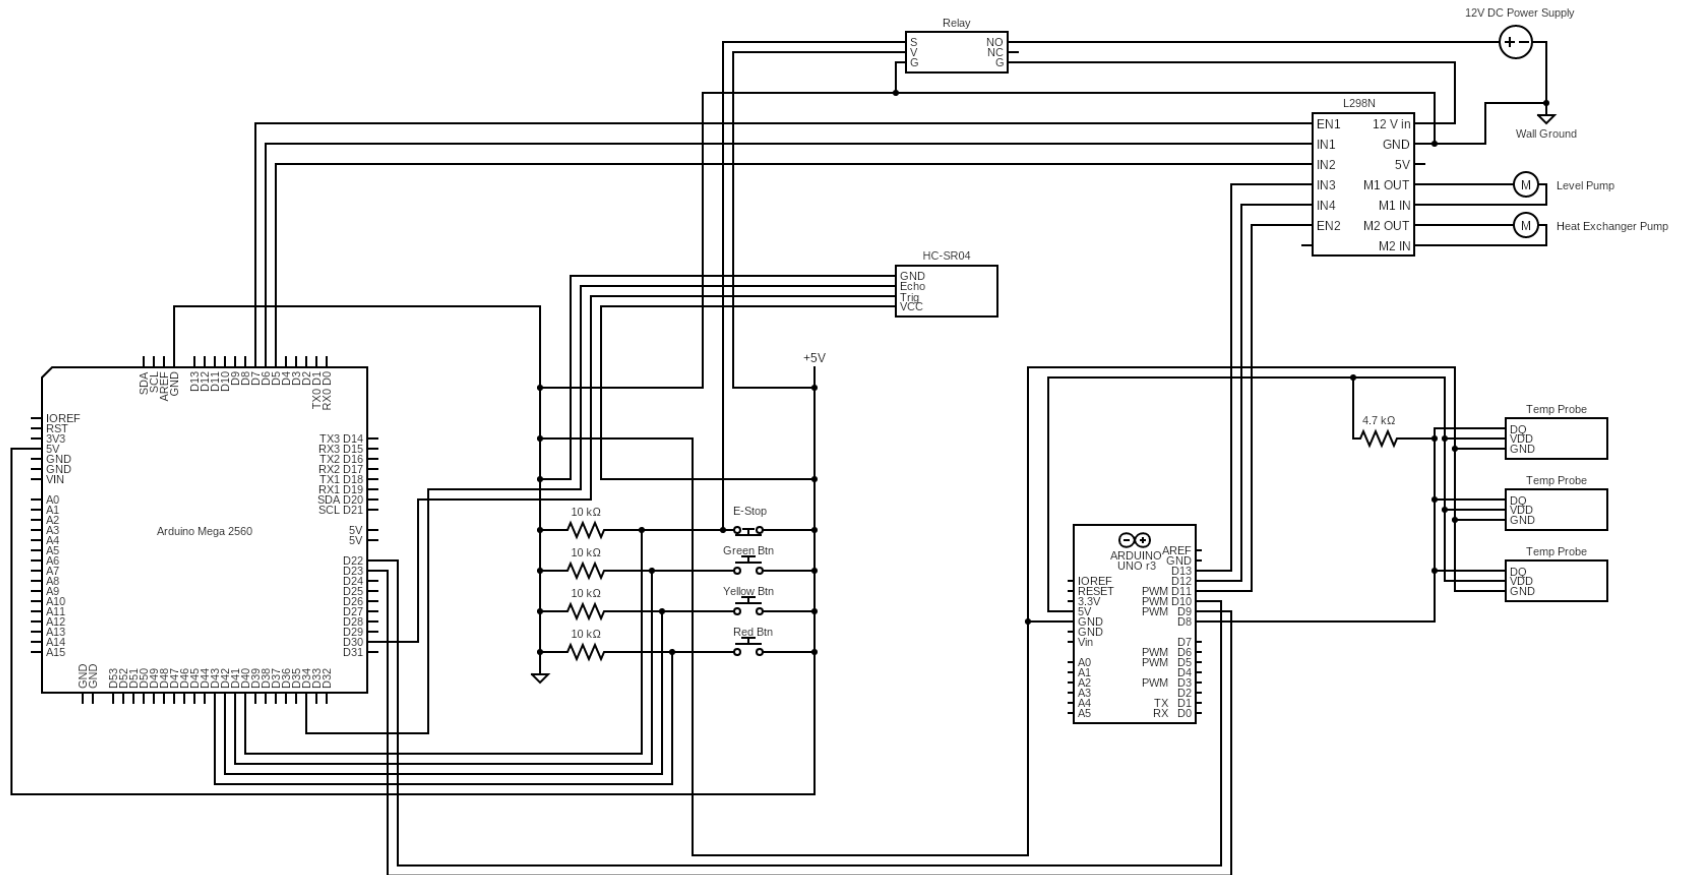 12V DC Power Supply
Relay
S
V
G
NO
NC
G
L298N
Wall Ground
EN1
IN1
IN2
IN3
IN4
EN2
12 V in
GND
5V
M1 OUT
M1 IN
M2 OUT
M2 IN
M
Level Pump
M
Heat Exchanger Pump
HC-SR04
GND
Echo
Trig
VCC
+5V
SDA
SCL
AREF
GND
D13
D12
D11
D10
D9
D8
D7
D6
D5
D4
D3
D2
TX0 D1
RX0 D0
IOREF
RST
3V3
5V
GND
GND
VIN
A0
A1
A2
A3
A4
A5
A6
A7
A8
A9
A10
A11
A12
A13
A14
A15
Arduino Mega 2560
TX3 D14
RX3 D15
TX2 D16
RX2 D17
TX1 D18
RX1 D19
SDA D20
SCL D21
5V
5V
D22
D23
D24
D25
D26
D27
D28
D29
D30
D31
GND
GND
D53
D52
D51
D50
D49
D48
D47
D46
D45
D44
D43
D42
D41
D40
D39
D38
D37
D36
D35
D34
D33
D32
10 kΩ
E-Stop
10 kΩ
Green Btn
10 kΩ
Yellow Btn
10 kΩ
Red Btn
ARDUINO
UNO r3
IOREF
RESET
3.3V
5V
GND
GND
Vin
A0
A1
A2
A3
A4
A5
AREF
GND
D13
D12
PWM D11
PWM D10
PWM D9
D8
D7
PWM D6
PWM D5
D4
PWM D3
D2
TX D1
RX D0
4.7 kΩ
Temp Probe
DQ
VDD
GND
Temp Probe
DQ
VDD
GND
Temp Probe
DQ
VDD
GND